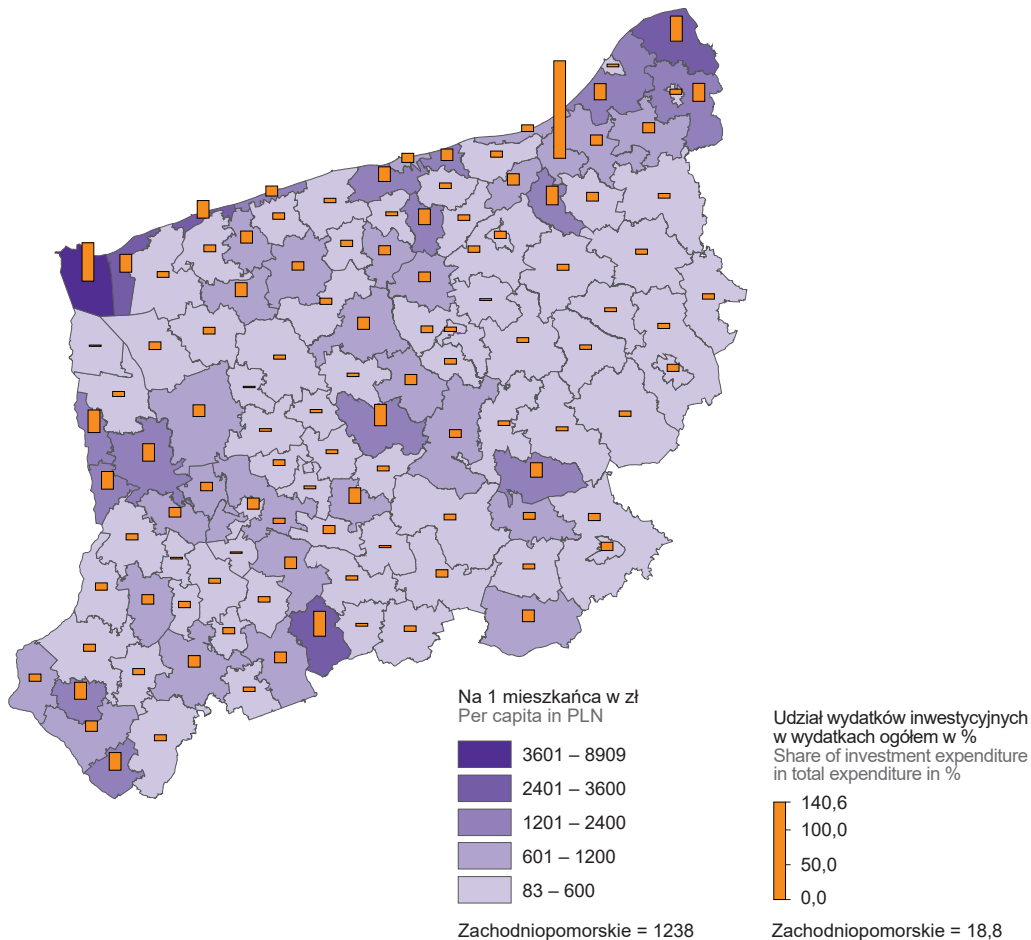 Na 1 mieszkańca w zł
Per capita in PLN
3601 – 8909
2401 – 3600
1201 – 2400
601 – 1200
83 – 600
Zachodniopomorskie = 1238
Udział wydatków inwestycyjnych
w wydatkach ogółem w %
Share of investment expenditure
in total expenditure in %
140,6
100,0
50,0
0,0
Zachodniopomorskie = 18,8